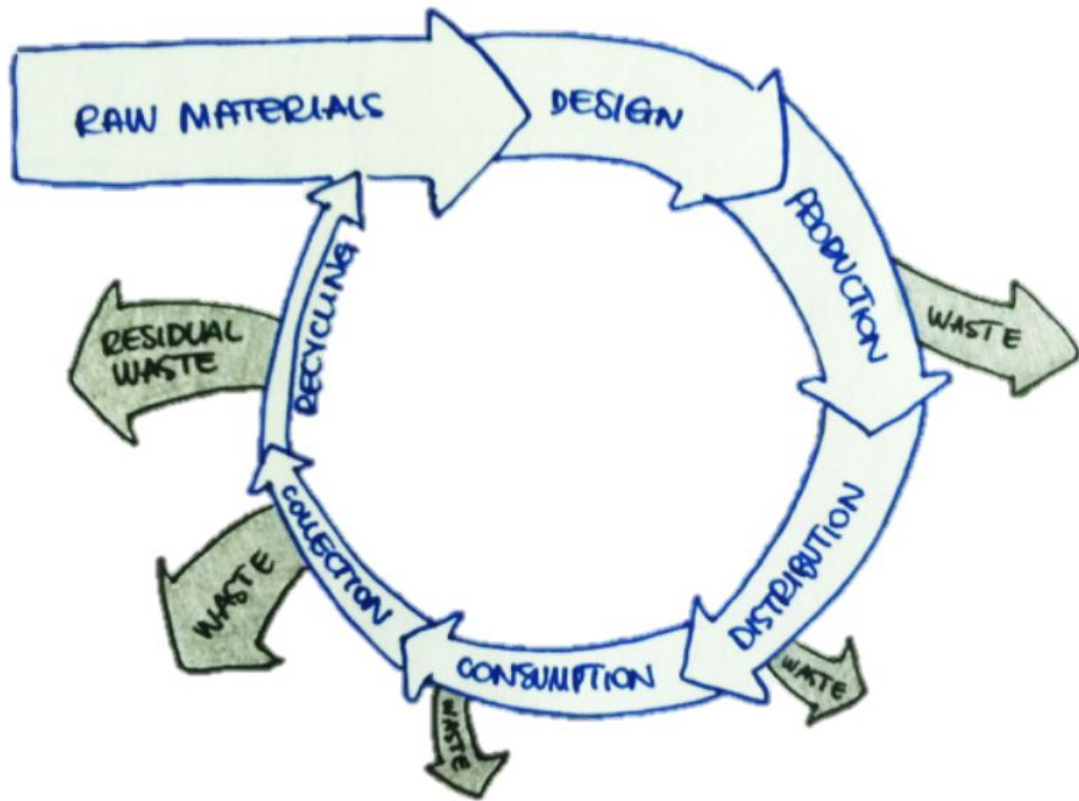 RAW MATERIALS
DESIGN
PRODUCTION
WASTE
DISTRIBUTION
WASTE
CONSUMPTION
WASTE
COLLECTION
WASTE
RECYCLING
RESIDUAL
WASTE